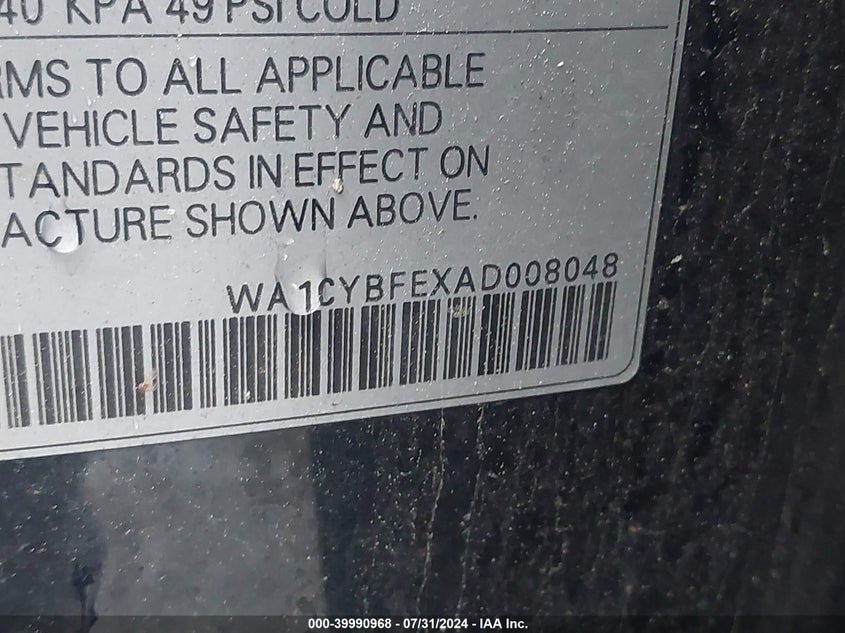 40 KPA 49 PSI COLD
RMS TO ALL APPLICABLE
VEHICLE SAFETY AND
TANDARDS IN EFFECT ON
ACTURE SHOWN ABOVE.
WA1CYBFEXAD008048
000-39990968 - 07/31/2024 - IAA Inc.